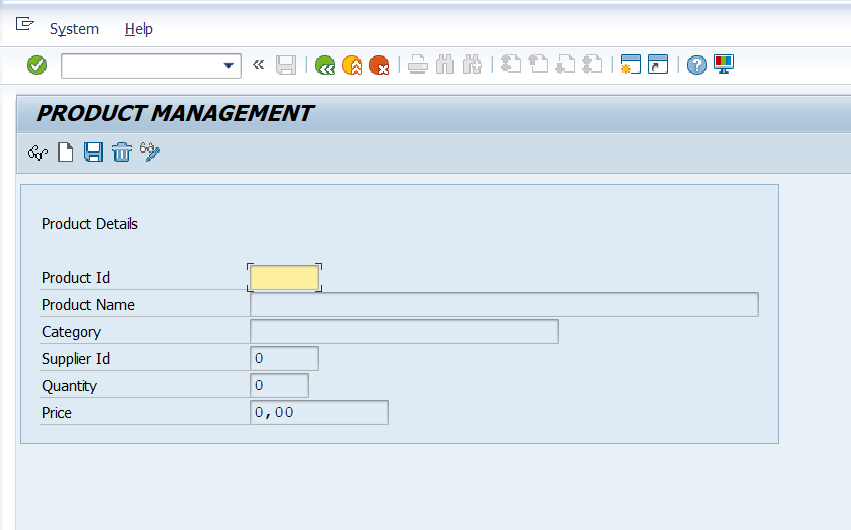 System Help
PRODUCT MANAGEMENT
Product Details
Product Id
Product Name
Category
Supplier Id 0
Quantity 0
Price 0,00